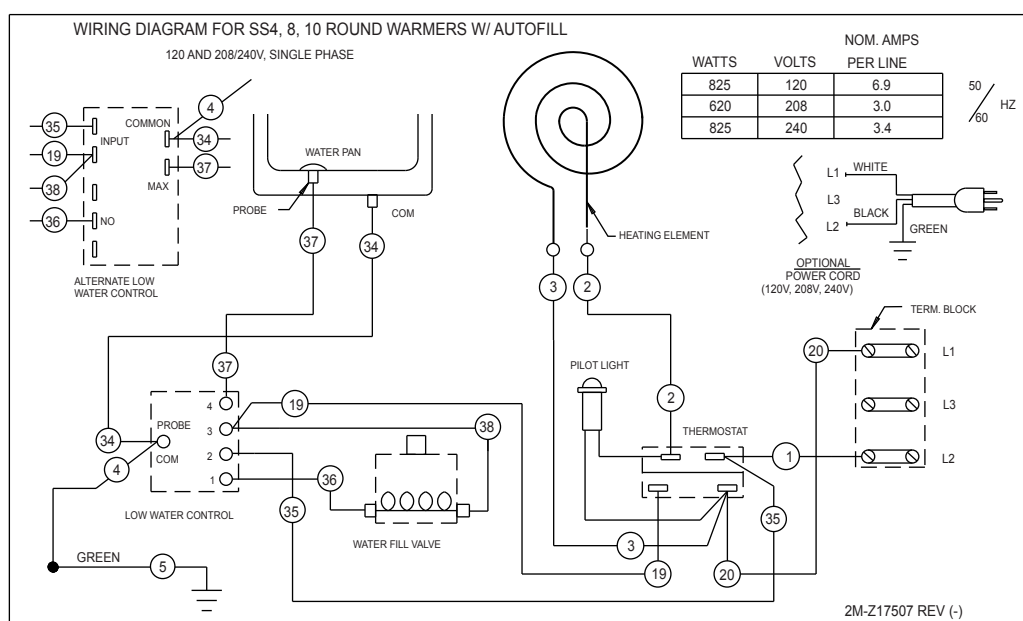 WIRING DIAGRAM FOR SS4, 8, 10 ROUND WARMERS W/ AUTOFILL
120 AND 208/240V, SINGLE PHASE
NOM. AMPS
WATTS VOLTS PER LINE
825 120 6.9
620 208 3.0
825 240 3.4
50/60 HZ
35
19
38
36
INPUT
NO
COMMON
MAX
4
34
37
ALTERNATE LOW
WATER CONTROL
WATER PAN
PROBE
COM
37
34
HEATING ELEMENT
3
2
L1 WHITE
L3
L2 BLACK
GREEN
OPTIONAL
POWER CORD
(120V, 208V, 240V)
TERM. BLOCK
L1
L3
L2
20
PILOT LIGHT
2
THERMOSTAT
1
35
3
19
20
37
19
38
34
4
PROBE
COM
4
3
2
1
36
35
LOW WATER CONTROL
WATER FILL VALVE
GREEN
5
2M-Z17507 REV (-)